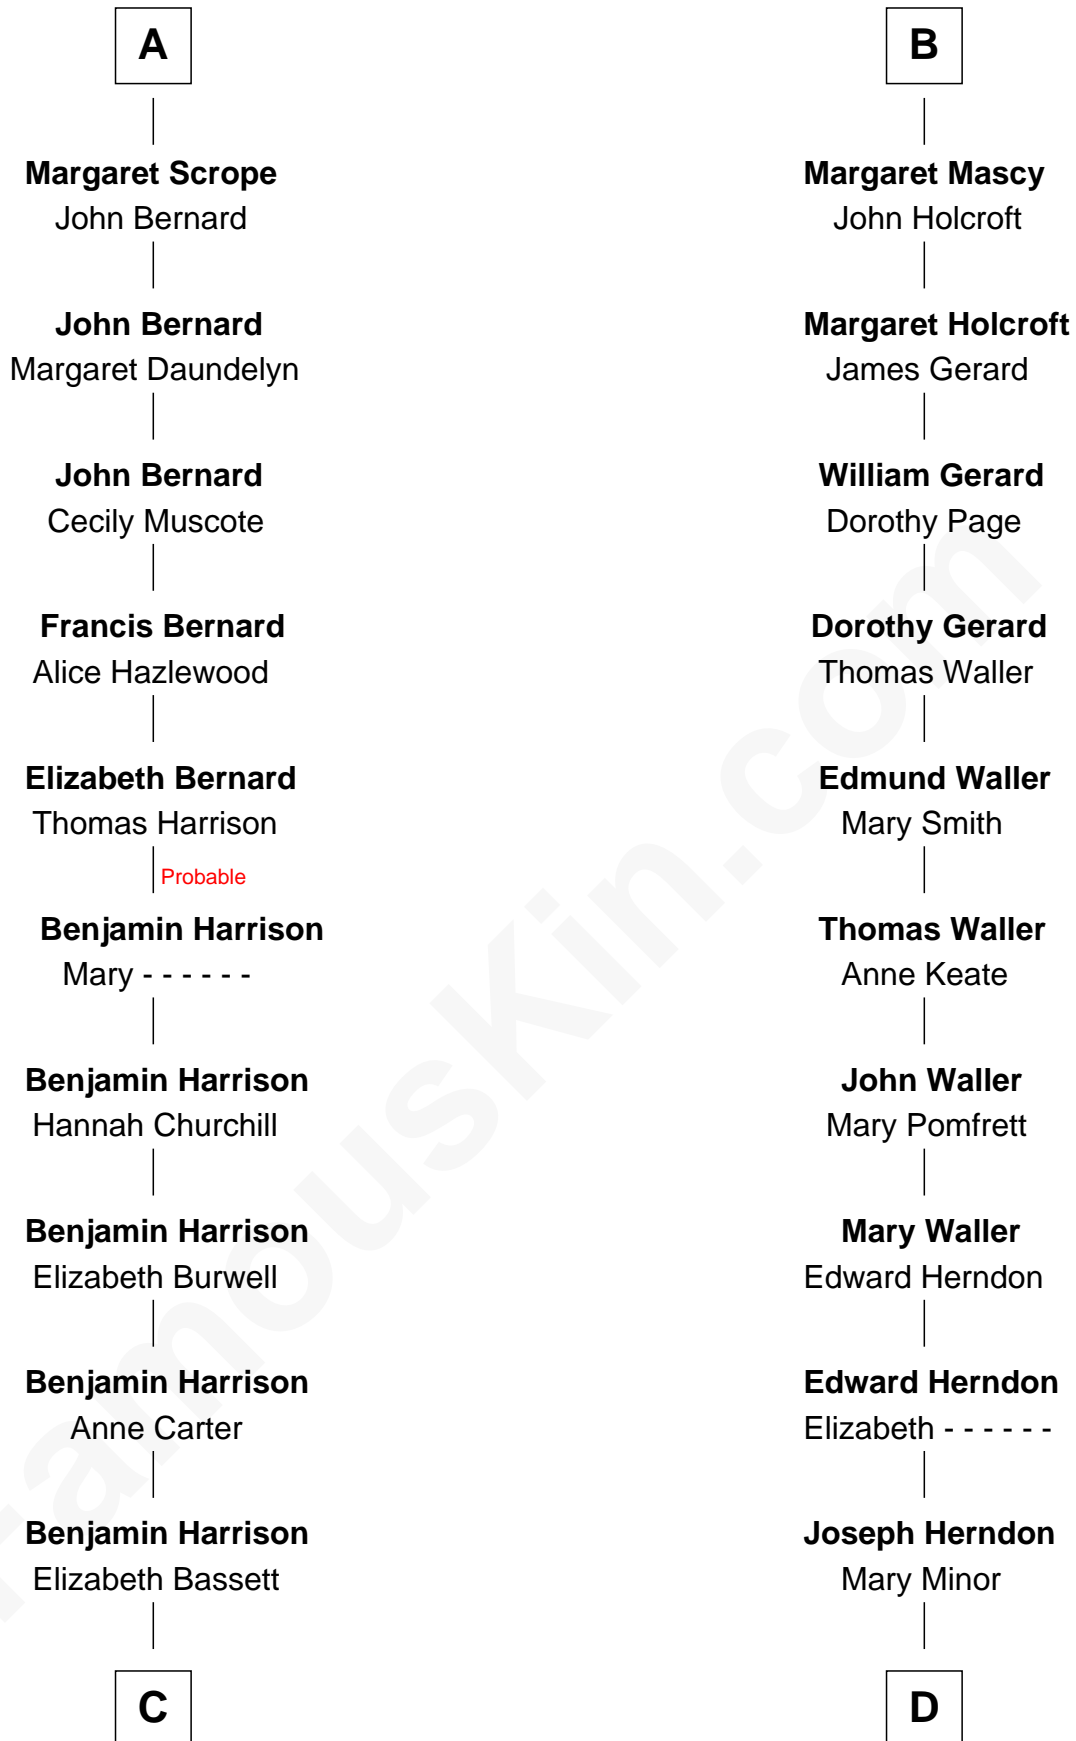 A
Margaret Scrope
John Bernard
John Bernard
Margaret Daundelyn
John Bernard
Cecily Muscote
Francis Bernard
Alice Hazlewood
Elizabeth Bernard
Thomas Harrison
Probable
Benjamin Harrison
Mary - - - - - -
Benjamin Harrison
Hannah Churchill
Benjamin Harrison
Elizabeth Burwell
Benjamin Harrison
Anne Carter
Benjamin Harrison
Elizabeth Bassett
C
B
Margaret Mascy
John Holcroft
Margaret Holcroft
James Gerard
William Gerard
Dorothy Page
Dorothy Gerard
Thomas Waller
Edmund Waller
Mary Smith
Thomas Waller
Anne Keate
John Waller
Mary Pomfrett
Mary Waller
Edward Herndon
Edward Herndon
Elizabeth - - - - - -
Joseph Herndon
Mary Minor
D
FamousKin.com